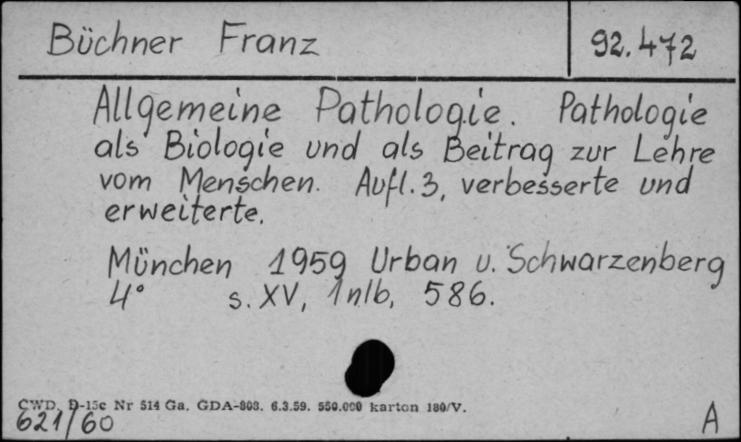 Büchner Franz 92.472
Allgemeine Pathologie. Pathologie
als Biologie und als Beitrag zur Lehre
vom Menschen. Aufl. 3, verbesserte und
erweiterte.
München 1959 Urban u. Schwarzenberg
4° s. XV, 1 nlb, 586.
CWD. D-15c Nr 514 Ga. GDA-808. 6.3.59. 550.000 karton 180/V.
621/60 A